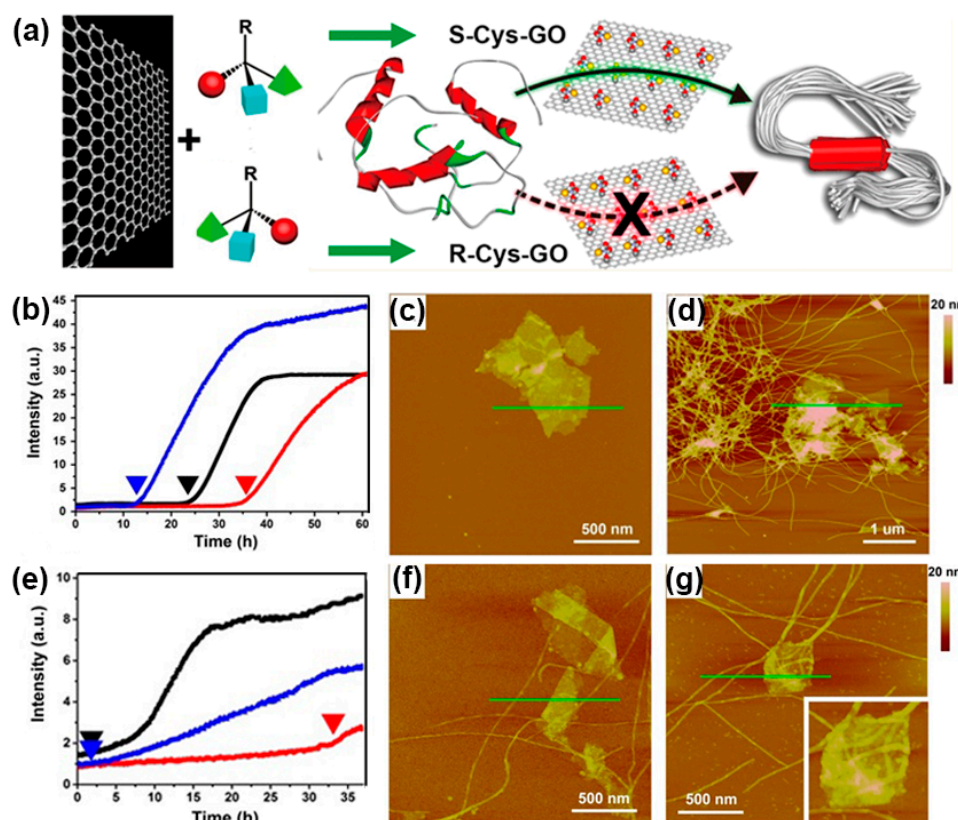 (a)
R
S-Cys-GO
+
X
R
R-Cys-GO
(b)
45
40
35
30
25
20
15
10
5
0
Intensity (a.u.)
0 10 20 30 40 50 60
Time (h)
(c)
500 nm
(d)
1 um
20 nm
(e)
10
8
6
4
2
0
Intensity (a.u.)
0 5 10 15 20 25 30 35
Time (h)
(f)
500 nm
(g)
500 nm
20 nm